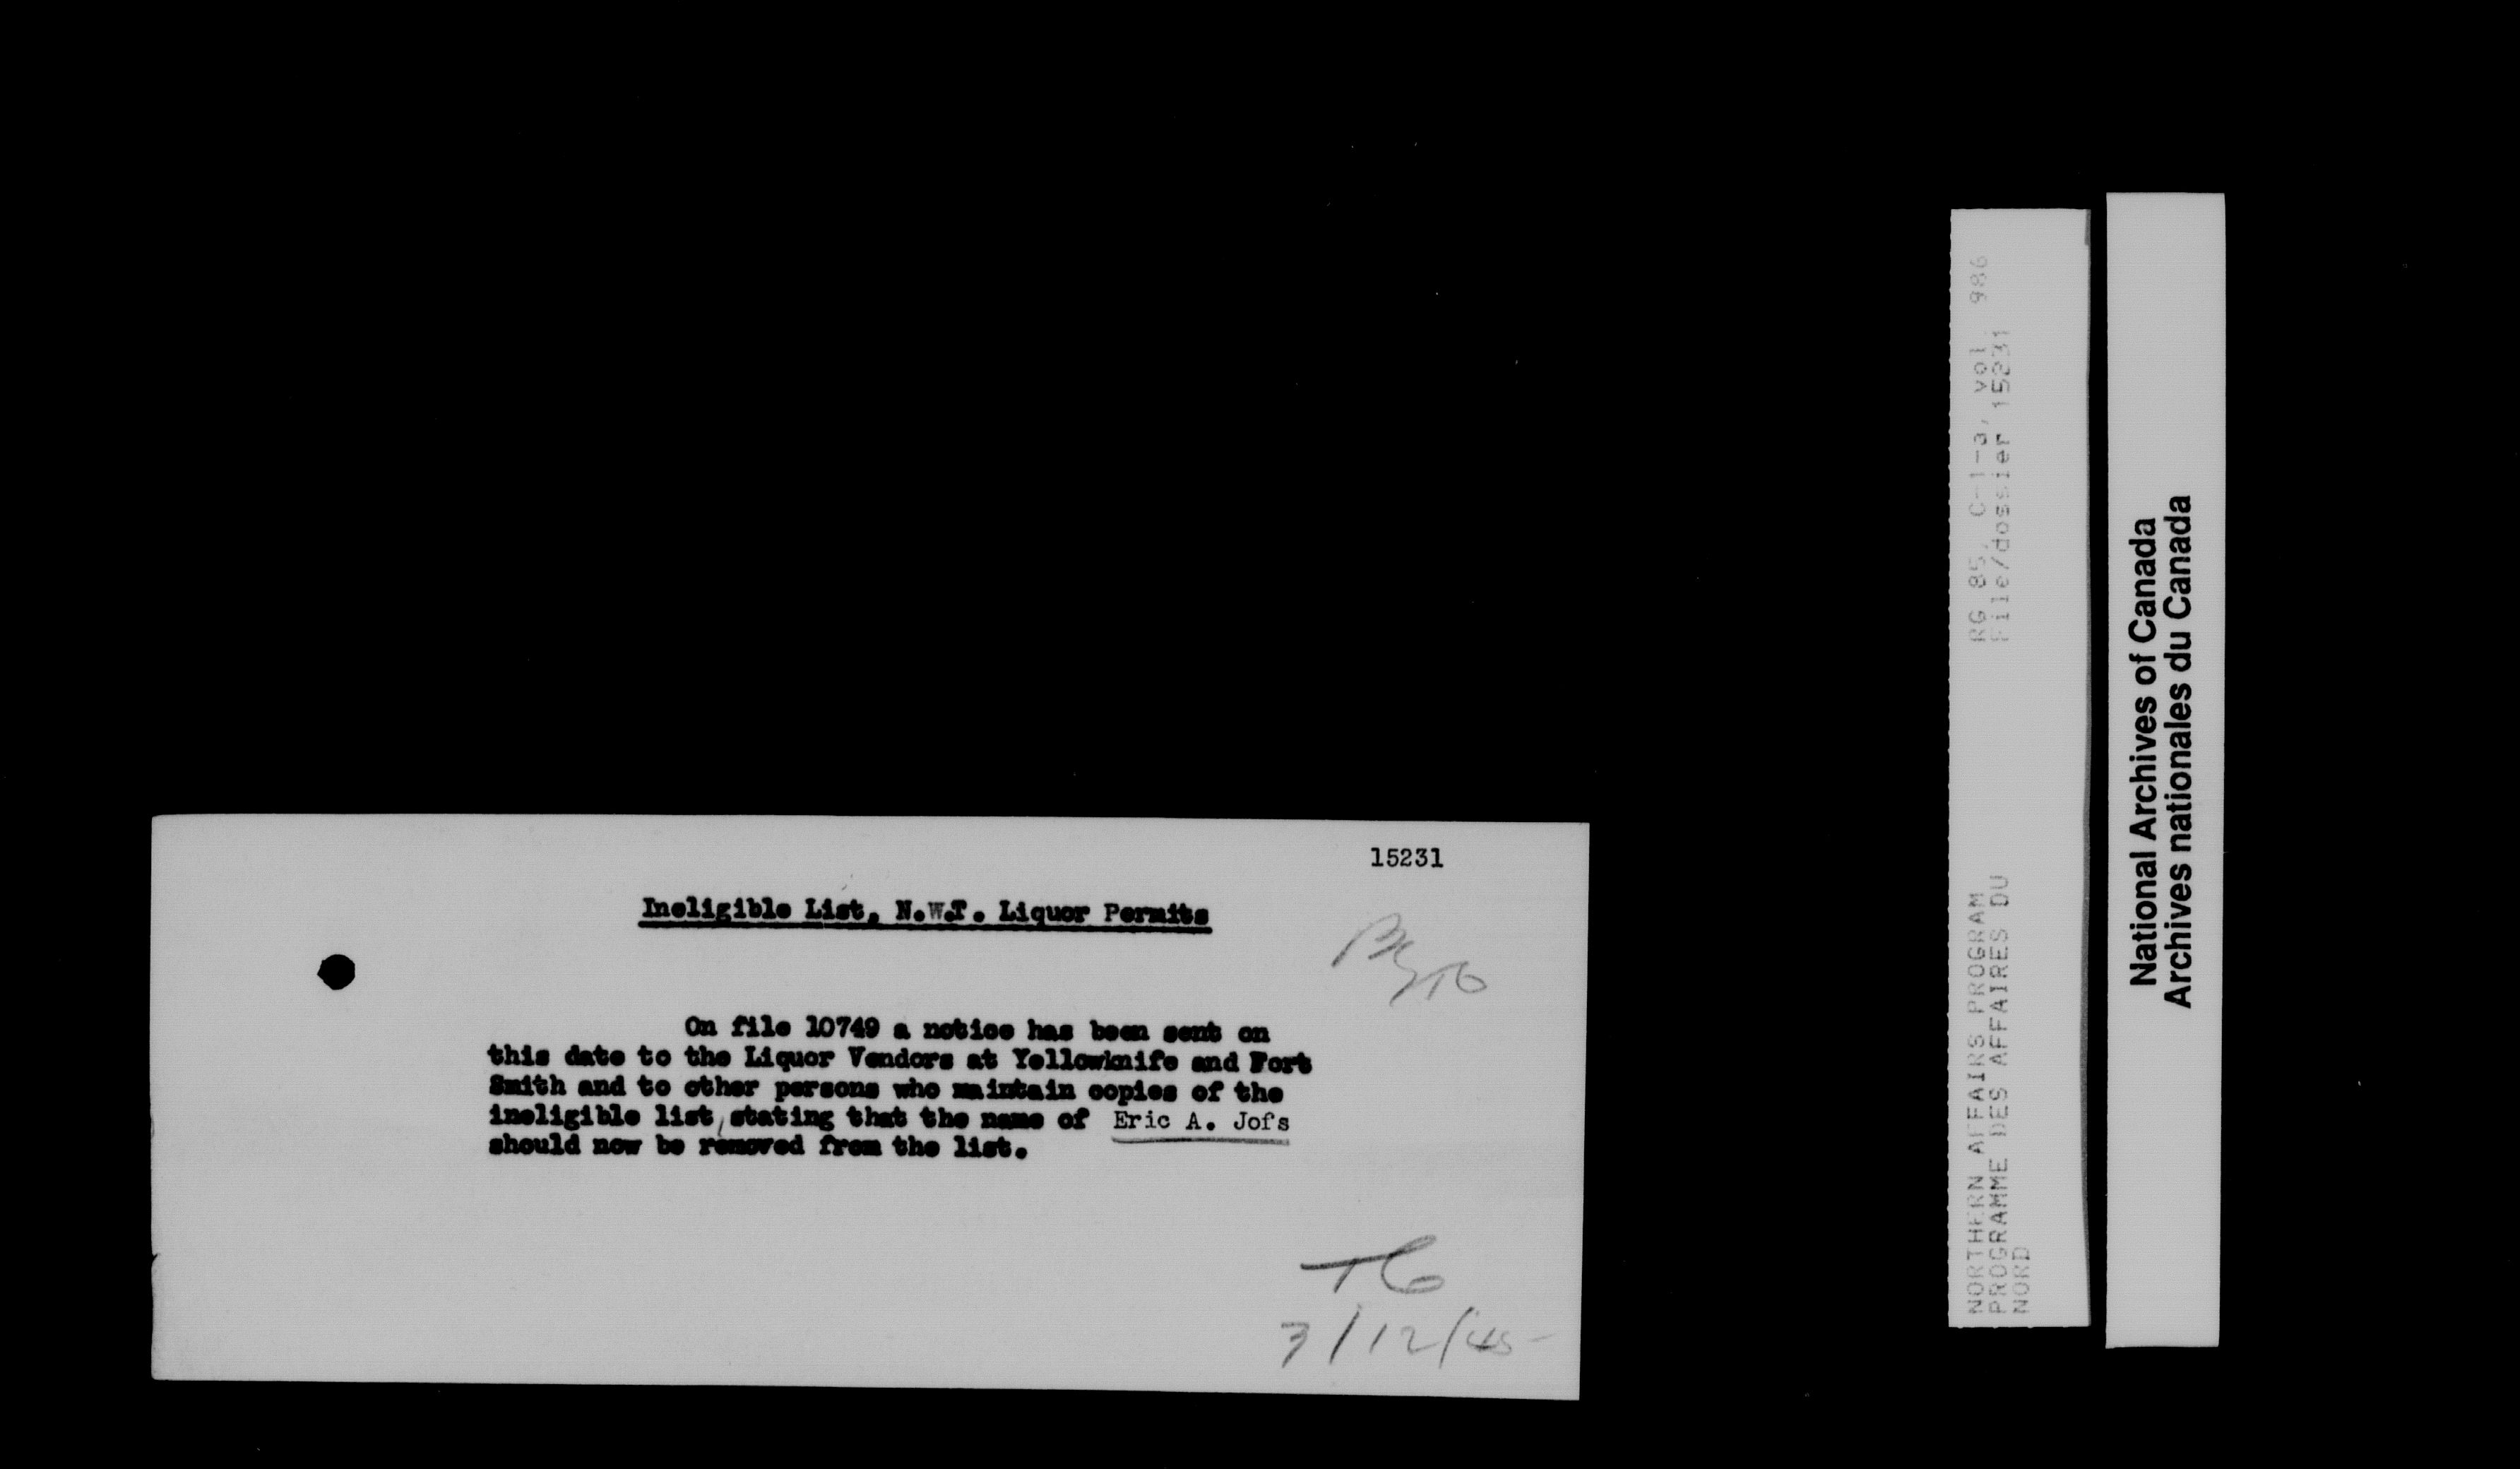 15231
Ineligible List, N.W.T. Liquor Permits
On file 10749 a notice has been sent on
this date to the Liquor Vendors at Yellowknife and Fort
Smith and to other persons who maintain copies of the
ineligible list, stating that the name of Eric A. Jofs
should now be removed from the list.
3/12/45
RG 85, C-1-a, vol 986
File/dossier 15231
NORTHERN AFFAIRS PROGRAM
PROGRAMME DES AFFAIRES DU
NORD
National Archives of Canada
Archives nationales du Canada